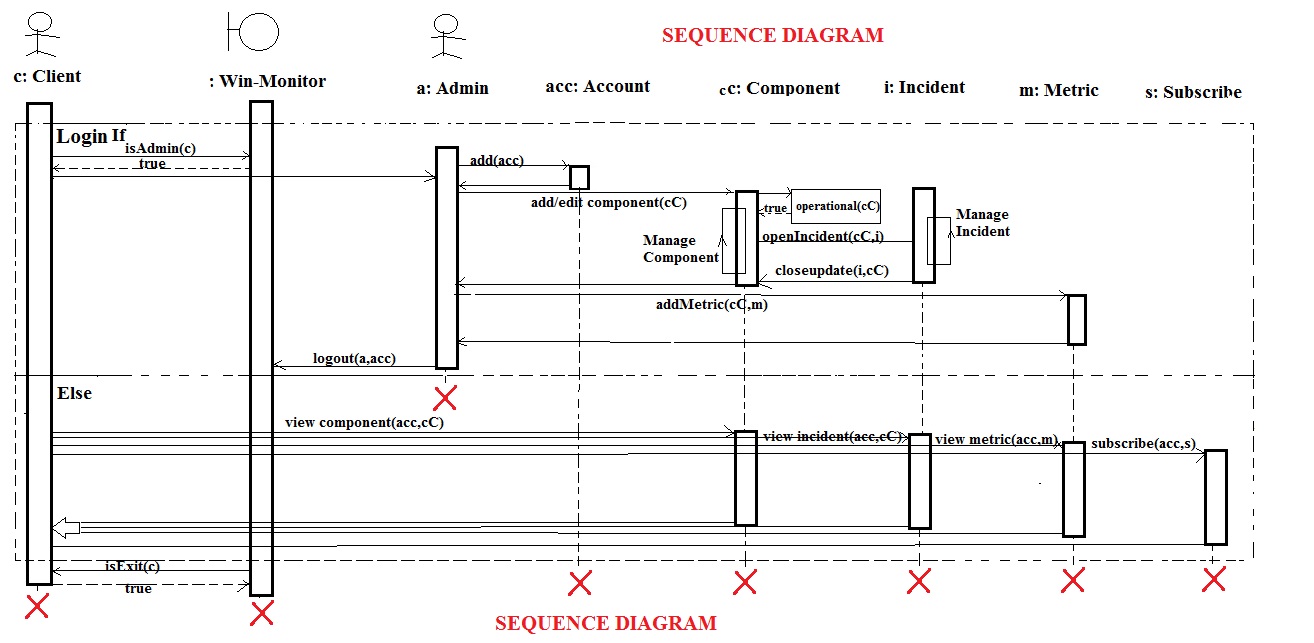 SEQUENCE DIAGRAM
c: Client
: Win-Monitor
a: Admin
acc: Account
cc: Component
i: Incident
m: Metric
s: Subscribe
Login If
isAdmin(c)
true
add(acc)
add/edit component(cC)
true
operational(cC)
Manage
Component
openIncident(cC,i)
Manage
Incident
closeupdate(i,cC)
addMetric(cC,m)
logout(a,acc)
Else
view component(acc,cC)
view incident(acc,cC)
view metric(acc,m)
subscribe(acc,s)
isExit(c)
true
SEQUENCE DIAGRAM